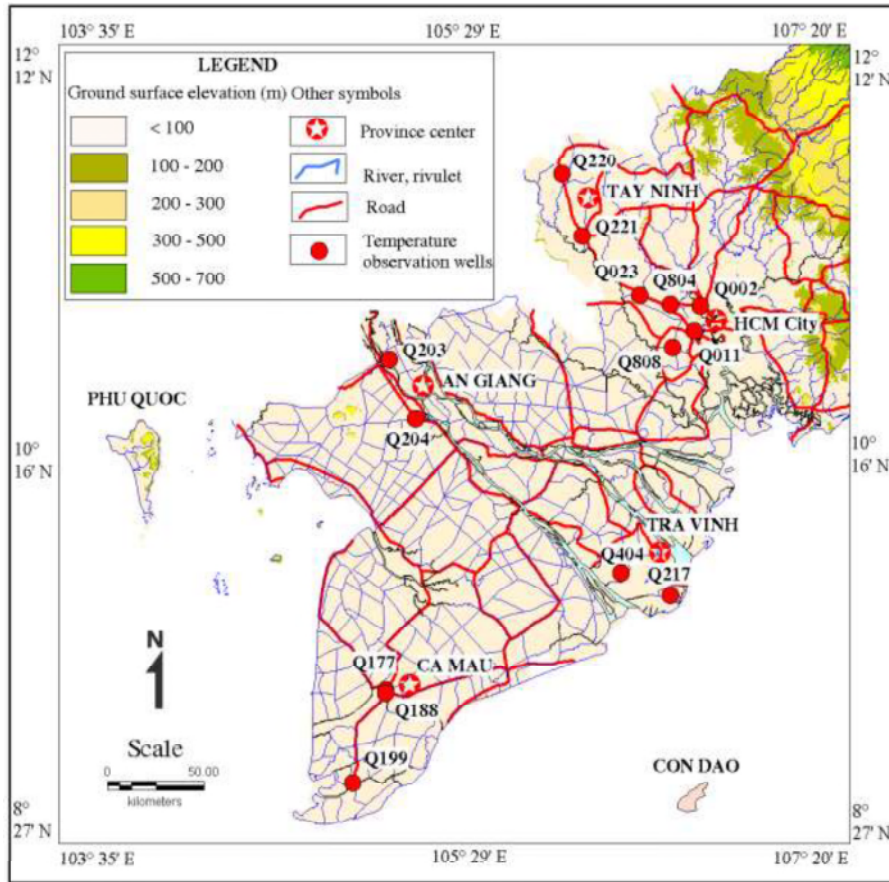 103° 35' E 105° 29' E 107° 20' E
12°
12' N
12°
12' N
LEGEND
Ground surface elevation (m) Other symbols
< 100
100 - 200
200 - 300
300 - 500
500 - 700
Province center
River, rivulet
Road
Temperature
observation wells
Q220
TAY NINH
Q221
Q023
Q804
Q002
HCM City
Q808
Q011
Q203
AN GIANG
PHU QUOC
Q204
10°
16' N
10°
16' N
TRA VINH
Q404
Q217
N
Q177
CA MAU
Q188
Scale
0 50.00
kilometers
Q199
CON DAO
8°
27' N
8°
27' N
103° 35' E 105° 29' E 107° 20' E